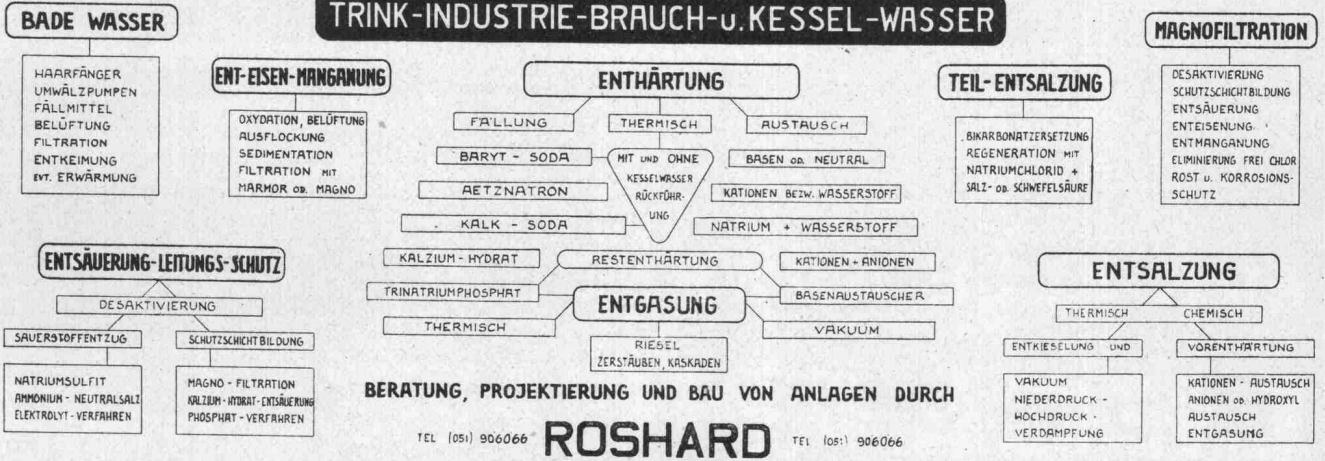 TRINK-INDUSTRIE-BRAUCH-u.KESSEL-WASSER
BADE WASSER
HAARFÄNGER
UMWÄLZPUMPEN
FÄLLMITTEL
BELÜFTUNG
FILTRATION
ENTKEIMUNG
EVT. ERWÄRMUNG
ENT-EISEN-MANGANUNG
OXYDATION, BELÜFTUNG
AUSFLOCKUNG
SEDIMENTATION
FILTRATION MIT
MARMOR OD. MAGNO
ENTHÄRTUNG
FÄLLUNG
THERMISCH
AUSTAUSCH
BARYT - SODA
AETZNATRON
KALK - SODA
MIT UND OHNE
KESSELWASSER
RÜCKFÜHR-
UNG
BASEN OD. NEUTRAL
KATIONEN BEZW. WASSERSTOFF
NATRIUM + WASSERSTOFF
KALZIUM - HYDRAT
RESTENTHÄRTUNG
KATIONEN + ANIONEN
TRINATRIUMPHOSPHAT
BASENAUSTAUSCHER
ENTGASUNG
THERMISCH
VAKUUM
RIESEL
ZERSTÄUBEN, KASKADEN
TEIL-ENTSALZUNG
BIKARBONATZERSETZUNG
REGENERATION MIT
NATRIUMCHLORID +
SALZ- OD. SCHWEFELSÄURE
MAGNOFILTRATION
DESAKTIVIERUNG
SCHUTZSCHICHTBILDUNG
ENTSÄUERUNG
ENTEISENUNG
ENTMANGANUNG
ELIMINIERUNG FREI CHLOR
ROST u. KORROSIONS-
SCHUTZ
ENTSÄUERUNG-LEITUNGS-SCHUTZ
DESAKTIVIERUNG
SAUERSTOFFENTZUG
SCHUTZSCHICHTBILDUNG
NATRIUMSULFIT
AMMONIUM - NEUTRALSALZ
ELEKTROLYT - VERFAHREN
MAGNO - FILTRATION
KALZIUM - HYDRAT - ENTSÄUERUNG
PHOSPHAT - VERFAHREN
ENTSALZUNG
THERMISCH
CHEMISCH
ENTKIESELUNG UND
VORENTHÄRTUNG
VAKUUM
NIEDERDRUCK -
HOCHDRUCK -
VERDAMPFUNG
KATIONEN - AUSTAUSCH
ANIONEN OD. HYDROXYL
AUSTAUSCH
ENTGASUNG
BERATUNG, PROJEKTIERUNG UND BAU VON ANLAGEN DURCH
TEL (051) 906066 ROSHARD TEL (051) 906066